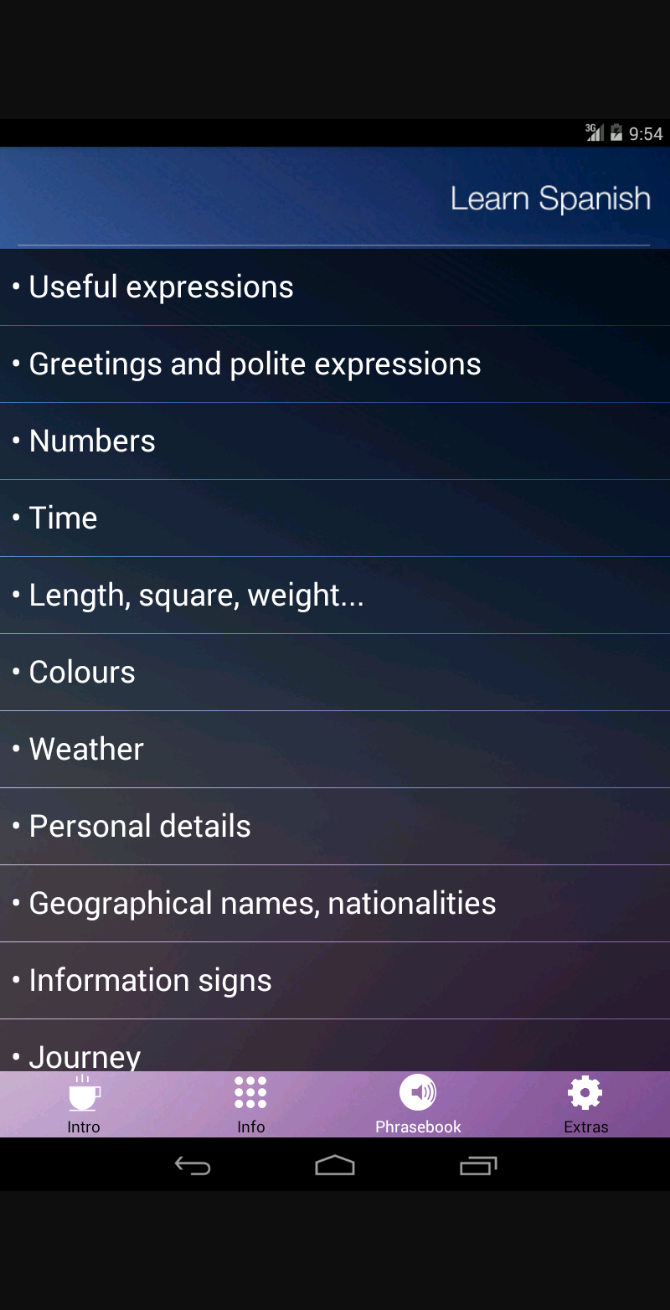 3G 9:54
Learn Spanish
• Useful expressions
• Greetings and polite expressions
• Numbers
• Time
• Length, square, weight...
• Colours
• Weather
• Personal details
• Geographical names, nationalities
• Information signs
• Journey
Intro Info Phrasebook Extras